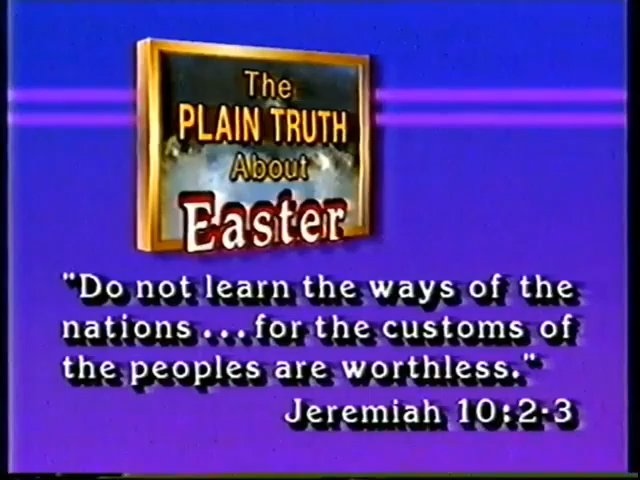 The
PLAIN TRUTH
About
Easter
"Do not learn the ways of the
nations...for the customs of
the peoples are worthless."
Jeremiah 10:2-3